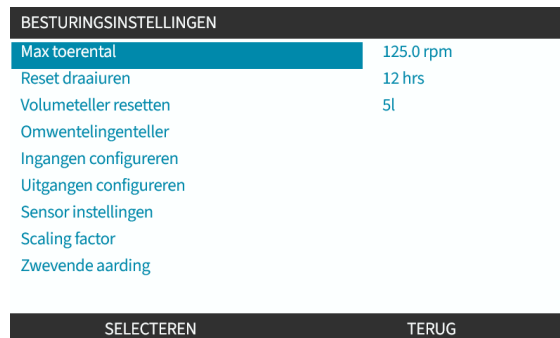 BESTURINGSINSTELLINGEN
Max toerental 125.0 rpm
Reset draaiuren 12 hrs
Volumeteller resetten 5l
Omwentelingenteller
Ingangen configureren
Uitgangen configureren
Sensor instellingen
Scaling factor
Zwevende aarding
SELECTEREN TERUG